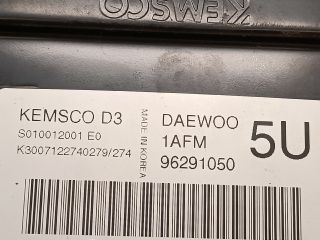 KEMSCO
KEMSCO D3
S010012001 E0
K3007122740279/274
MADE IN KOREA
DAEWOO
1AFM
96291050
5U